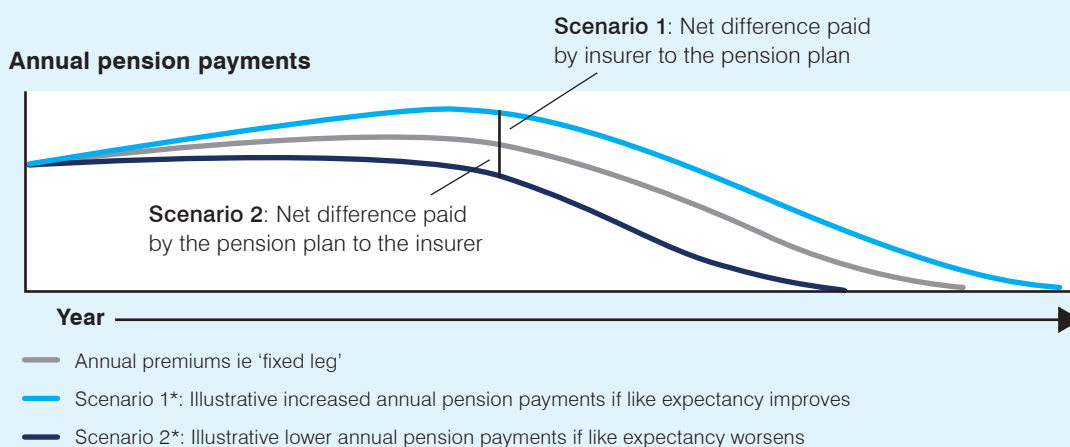 Scenario 1: Net difference paid
by insurer to the pension plan
Annual pension payments
Scenario 2: Net difference paid
by the pension plan to the insurer
Year
Annual premiums ie ‘fixed leg’
Scenario 1*: Illustrative increased annual pension payments if like expectancy improves
Scenario 2*: Illustrative lower annual pension payments if like expectancy worsens